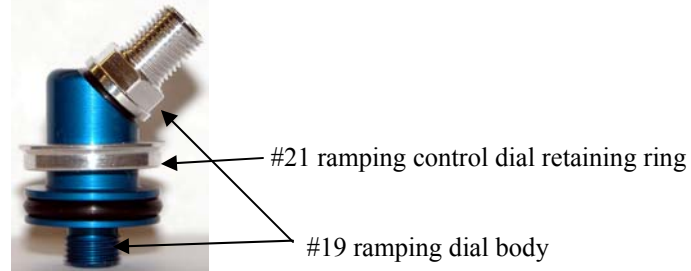 #21 ramping control dial retaining ring
#19 ramping dial body